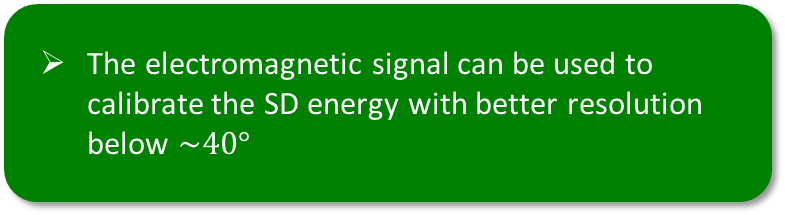 ➢ The electromagnetic signal can be used to
calibrate the SD energy with better resolution
below ~40°